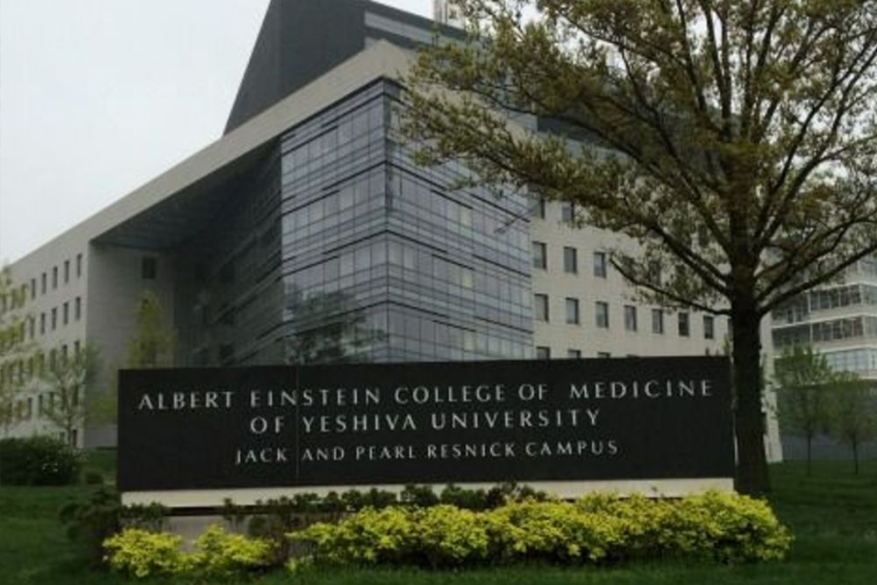 ALBERT EINSTEIN COLLEGE OF MEDICINE
OF YESHIVA UNIVERSITY
JACK AND PEARL RESNICK CAMPUS